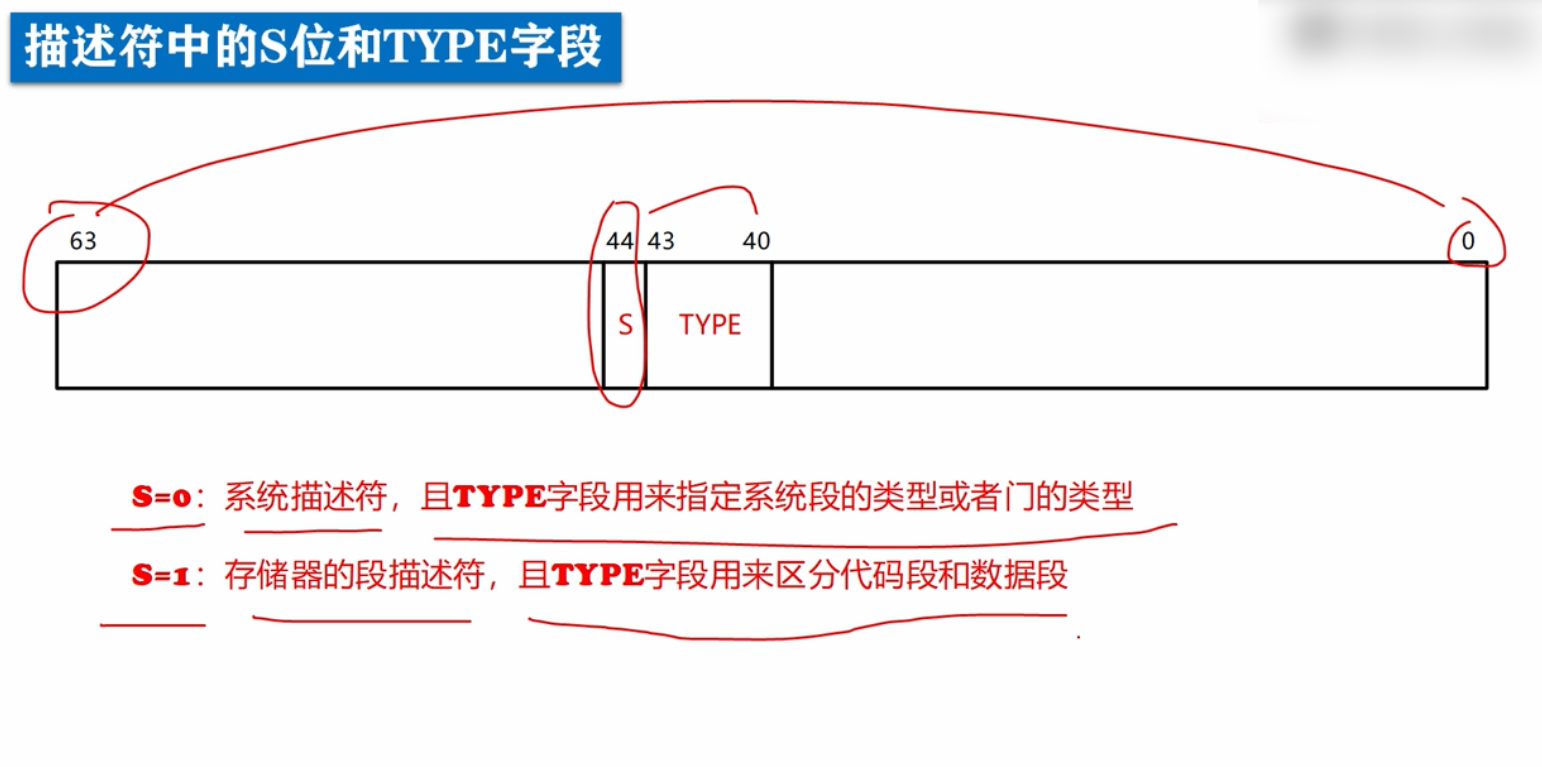 描述符中的S位和TYPE字段
63 44 43 40 0
S TYPE
S=0：系统描述符，且TYPE字段用来指定系统段的类型或者门的类型
S=1：存储器的段描述符，且TYPE字段用来区分代码段和数据段